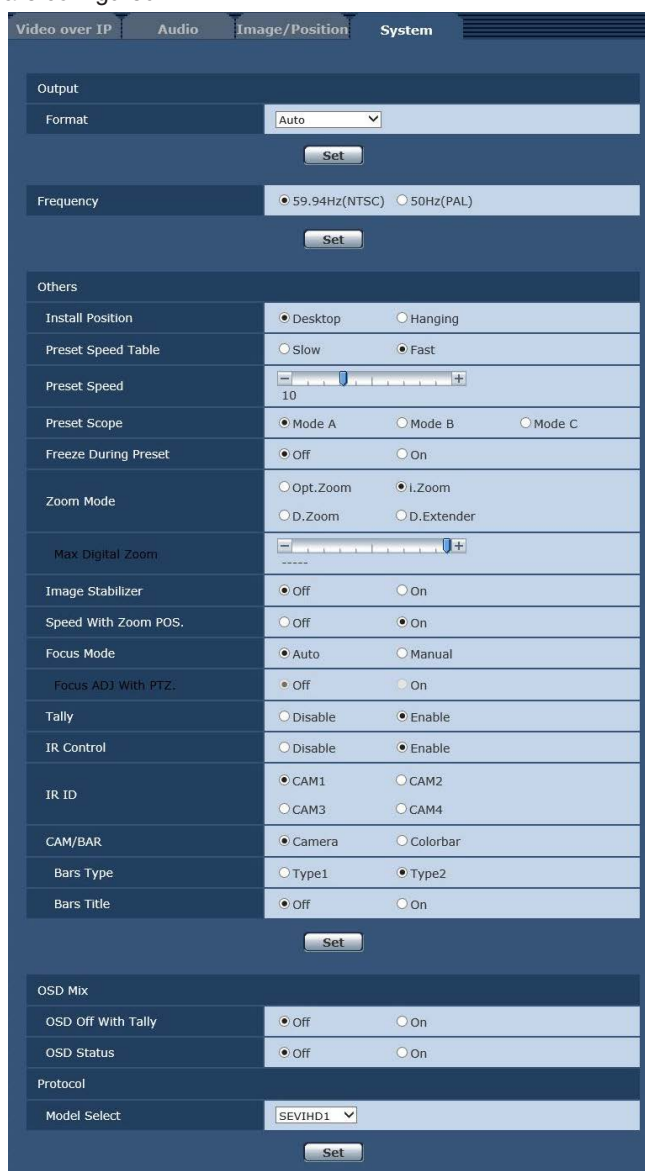 Video over IP Audio Image/Position System
Output
Format Auto
Set
Frequency 59.94Hz(NTSC) 50Hz(PAL)
Set
Others
Install Position Desktop Hanging
Preset Speed Table Slow Fast
Preset Speed - +
10
Preset Scope Mode A Mode B Mode C
Freeze During Preset Off On
Zoom Mode Opt.Zoom i.Zoom
D.Zoom D.Extender
Max Digital Zoom - +
-----
Image Stabilizer Off On
Speed With Zoom POS. Off On
Focus Mode Auto Manual
Focus ADJ With PTZ. Off On
Tally Disable Enable
IR Control Disable Enable
IR ID CAM1 CAM2
CAM3 CAM4
CAM/BAR Camera Colorbar
Bars Type Type1 Type2
Bars Title Off On
Set
OSD Mix
OSD Off With Tally Off On
OSD Status Off On
Protocol
Model Select SEVIHD1
Set